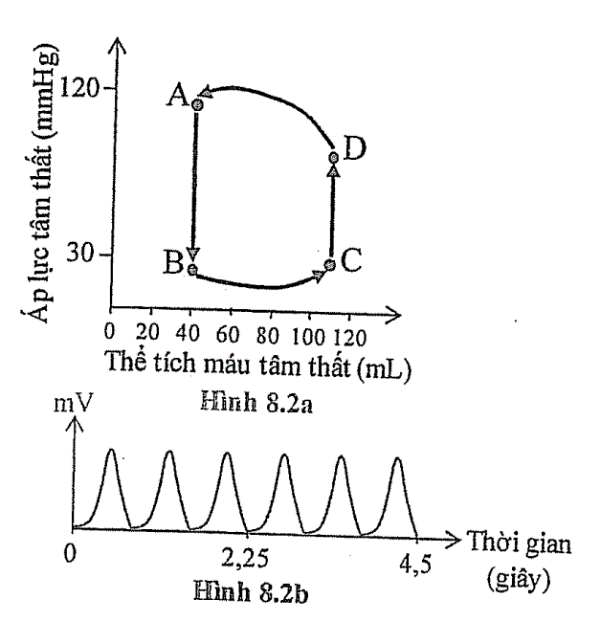 Áp lực tâm thất (mmHg)
120
30
A
D
B
C
0 20 40 60 80 100 120
Thể tích máu tâm thất (mL)
Hình 8.2a
mV
0
2,25
4,5
Thời gian
(giây)
Hình 8.2b